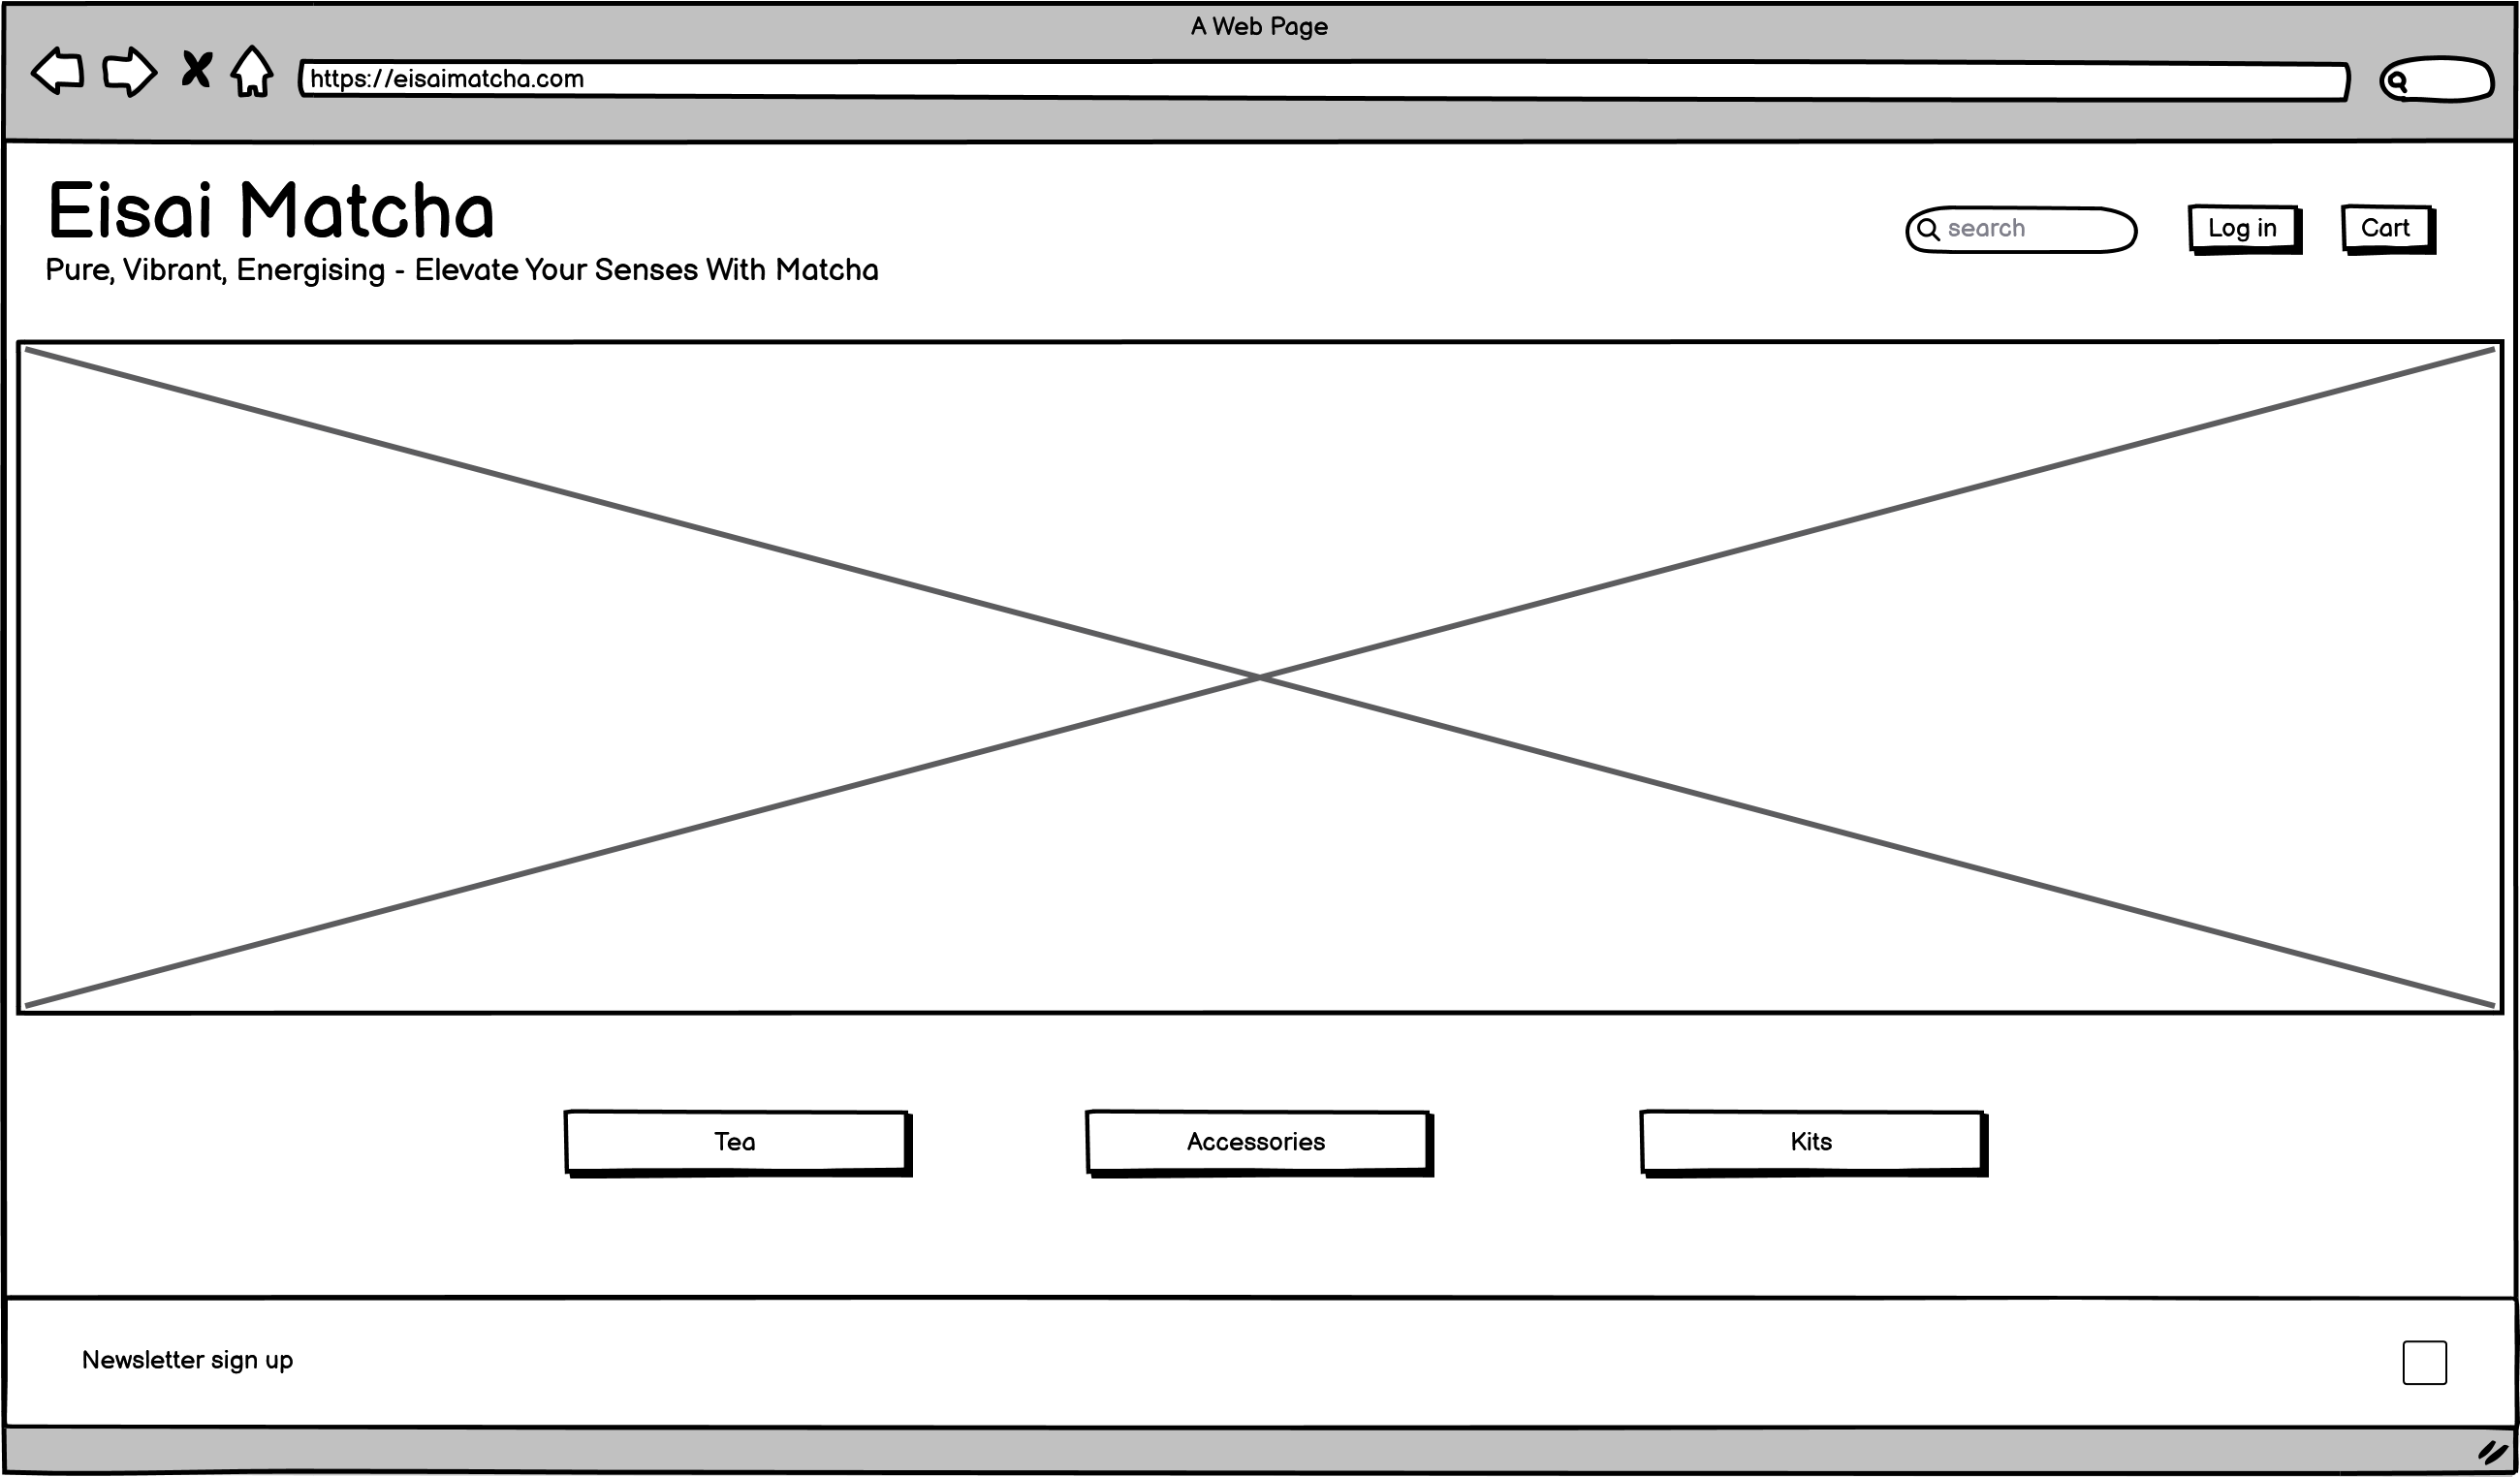 A Web Page
https://eisaimatcha.com
Eisai Matcha
search
Log in
Cart
Pure, Vibrant, Energising - Elevate Your Senses With Matcha
Tea
Accessories
Kits
Newsletter sign up